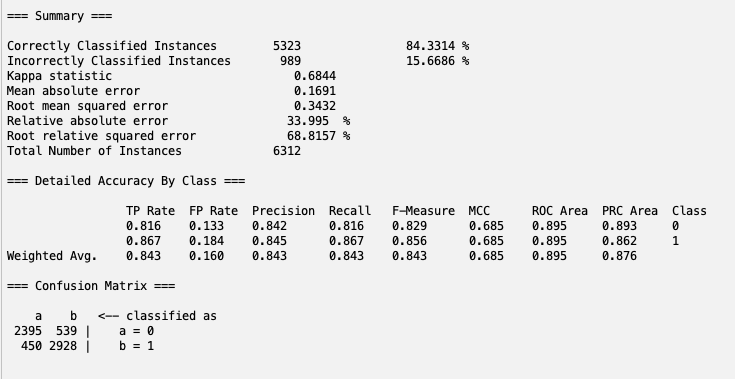 === Summary ===
Correctly Classified Instances 5323 84.3314 %
Incorrectly Classified Instances 989 15.6686 %
Kappa statistic 0.6844
Mean absolute error 0.1691
Root mean squared error 0.3432
Relative absolute error 33.995 %
Root relative squared error 68.8157 %
Total Number of Instances 6312
=== Detailed Accuracy By Class ===
TP Rate FP Rate Precision Recall F-Measure MCC ROC Area PRC Area Class
0.816 0.133 0.842 0.816 0.829 0.685 0.895 0.893 0
0.867 0.184 0.845 0.867 0.856 0.685 0.895 0.862 1
Weighted Avg. 0.843 0.160 0.843 0.843 0.843 0.685 0.895 0.876
=== Confusion Matrix ===
a b <-- classified as
2395 539 | a = 0
450 2928 | b = 1